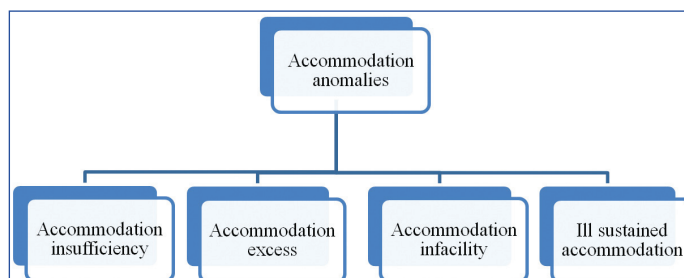 Accommodation
anomalies
Accommodation
insufficiency
Accommodation
excess
Accommodation
infacility
Ill sustained
accommodation